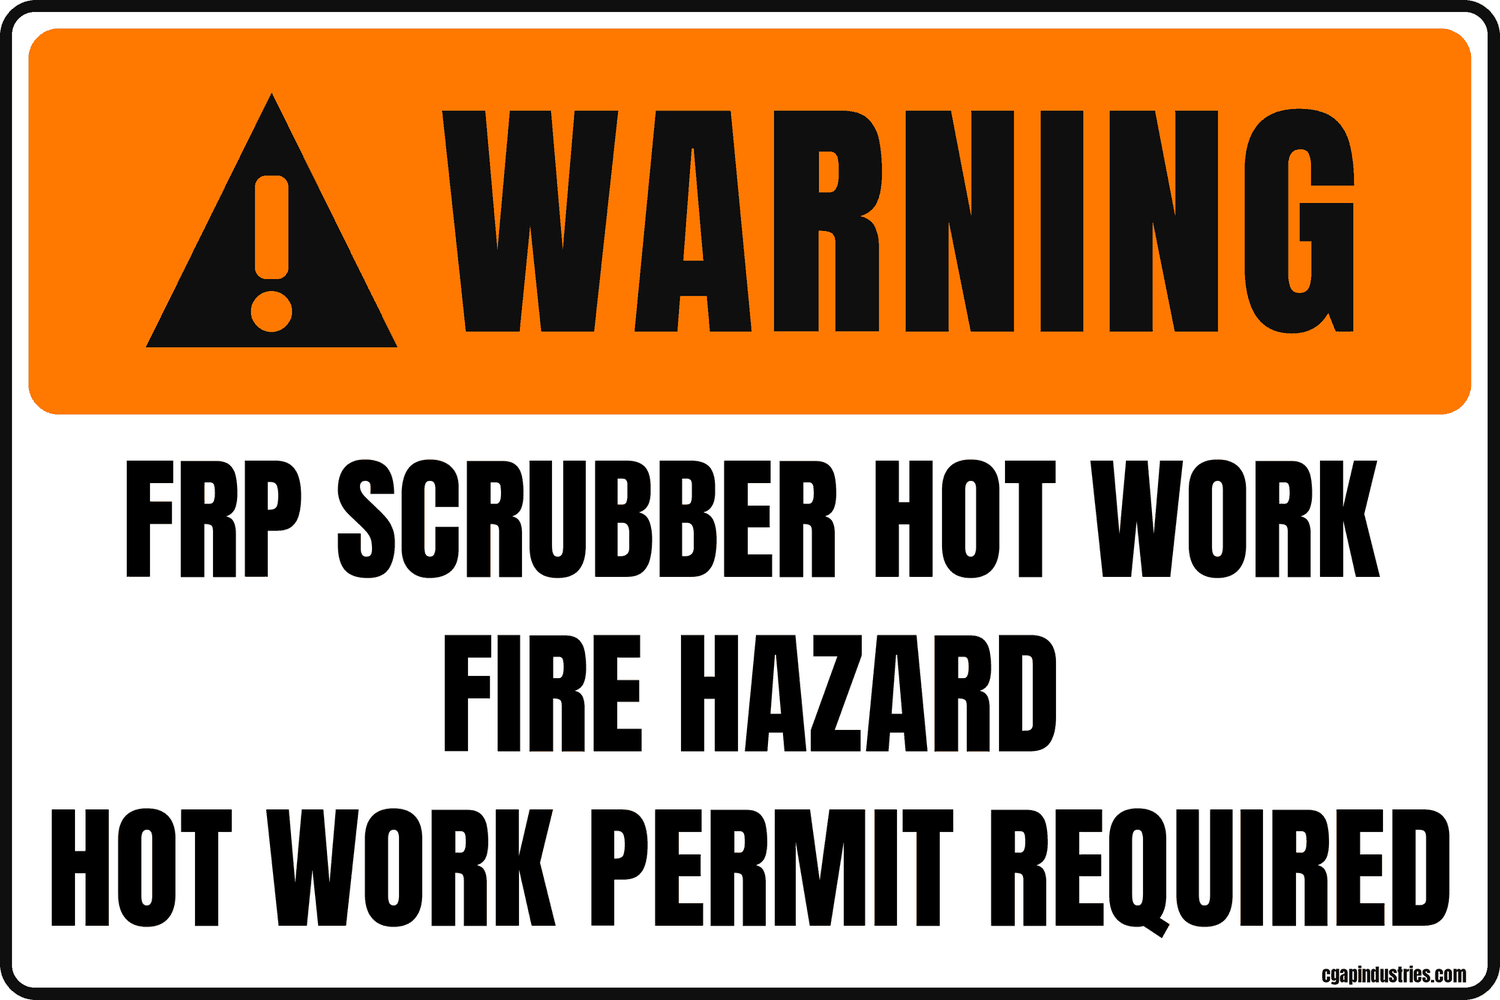 WARNING
FRP SCRUBBER HOT WORK
FIRE HAZARD
HOT WORK PERMIT REQUIRED
cgapindustries.com